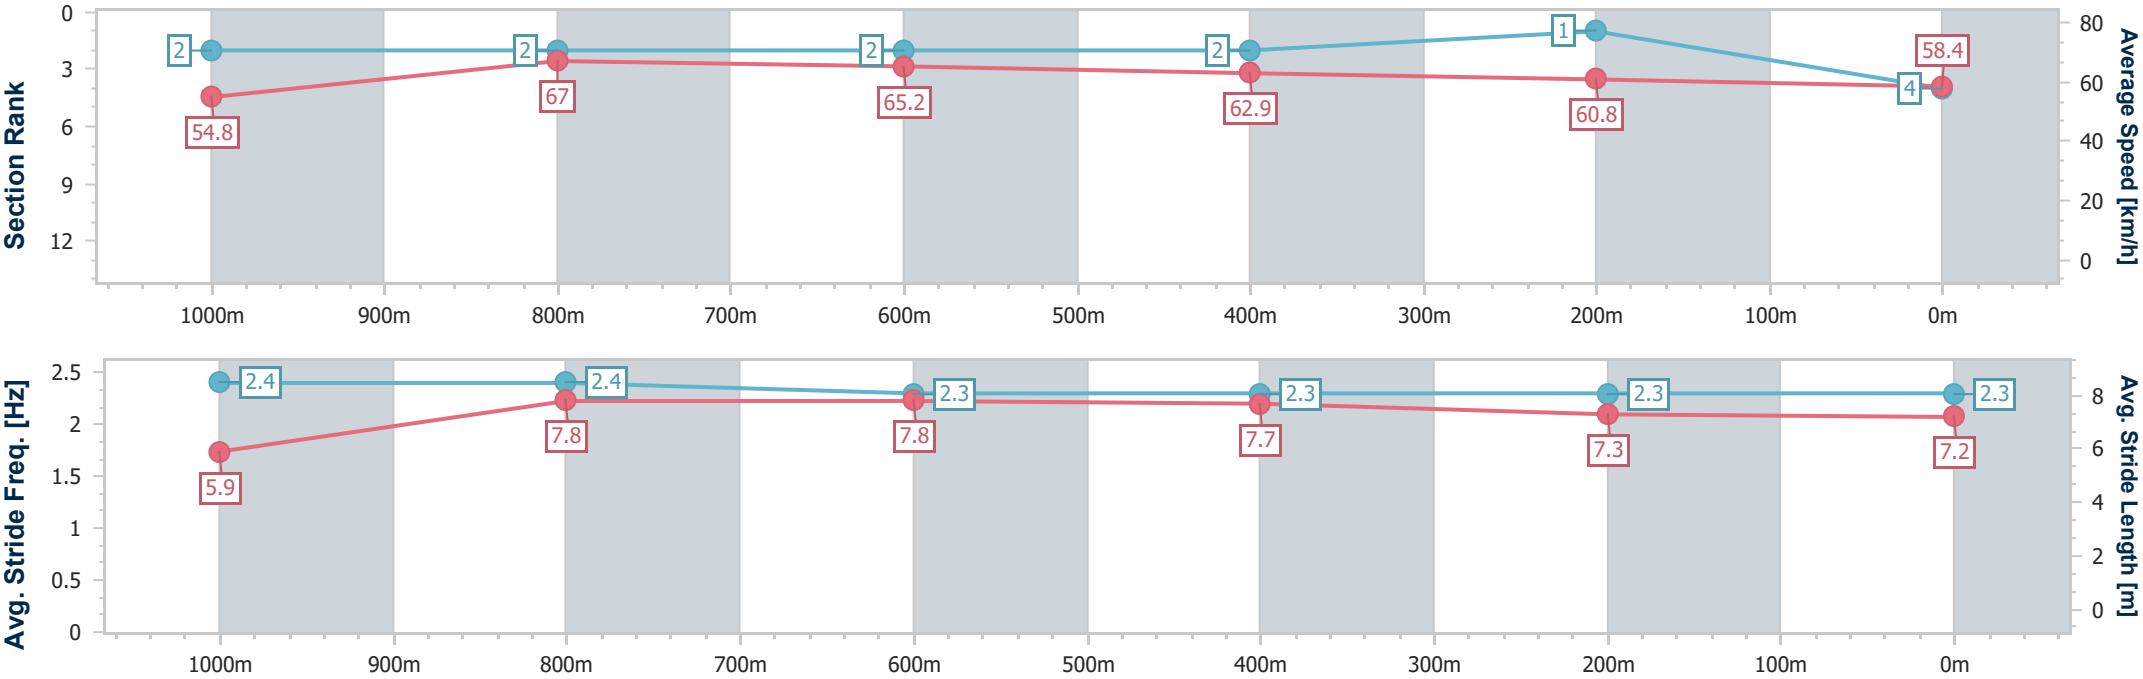 Section Rank
0
3
6
9
12
2
2
2
2
1
4
54.8
67
65.2
62.9
60.8
58.4
80
60
40
20
0
Average Speed [km/h]
1000m
900m
800m
700m
600m
500m
400m
300m
200m
100m
0m
Avg. Stride Freq. [Hz]
2.5
2
1.5
1
0.5
0
2.4
2.4
2.3
2.3
2.3
2.3
5.9
7.8
7.8
7.7
7.3
7.2
8
6
4
2
0
Avg. Stride Length [m]
1000m
900m
800m
700m
600m
500m
400m
300m
200m
100m
0m